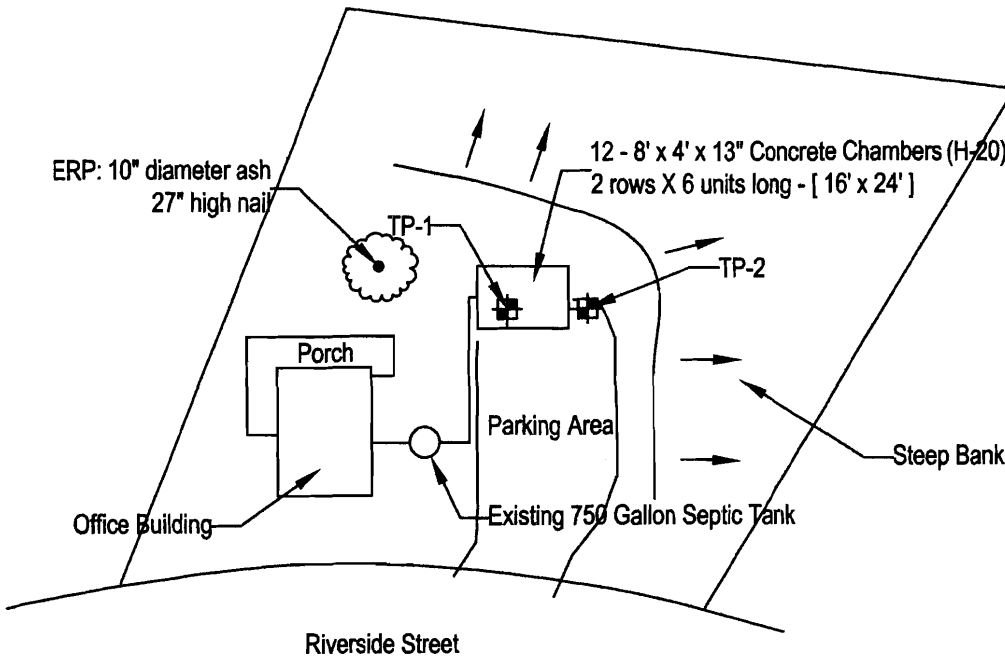 12 - 8' x 4' x 13" Concrete Chambers (H-20)
2 rows X 6 units long - [ 16' x 24' ]
ERP: 10" diameter ash
27" high nail
TP-1
TP-2
Porch
Parking Area
Steep Bank
Office Building
Existing 750 Gallon Septic Tank
Riverside Street